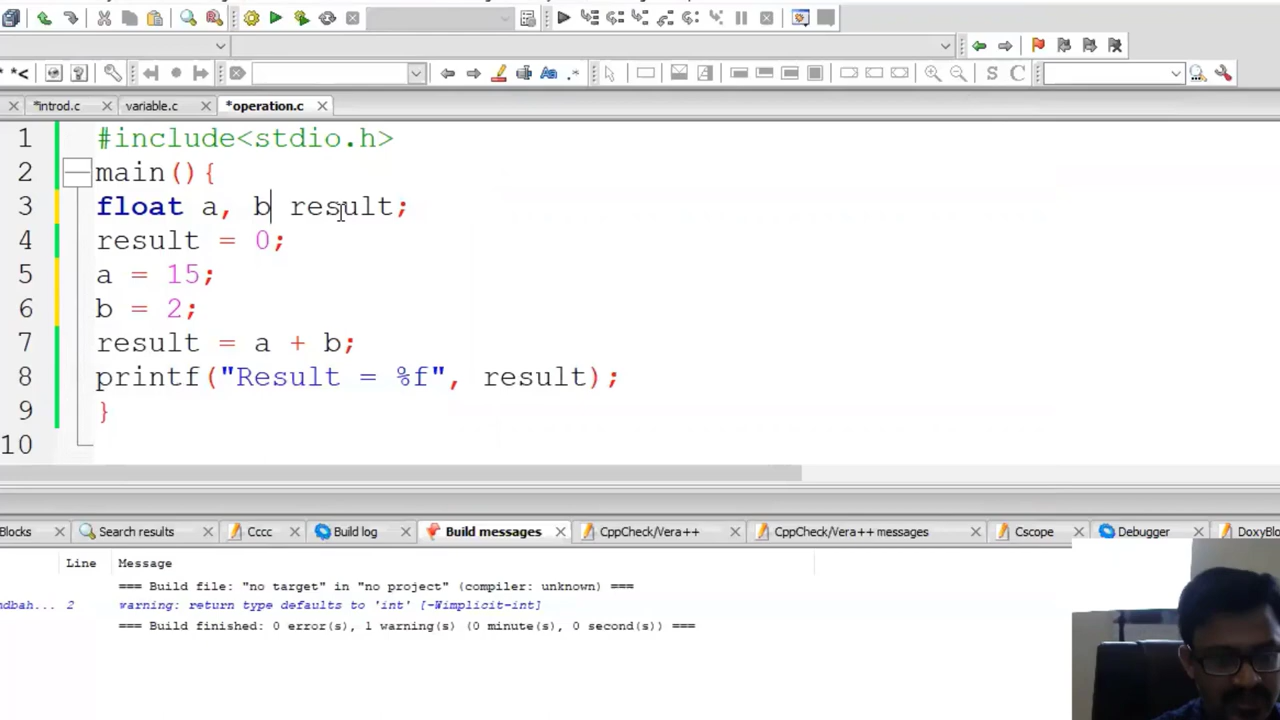 *introd.c variable.c *operation.c
1 #include<stdio.h>
2 main(){
3 float a, b result;
4 result = 0;
5 a = 15;
6 b = 2;
7 result = a + b;
8 printf("Result = %f", result);
9 }
10
Blocks Search results Cccc Build log Build messages CppCheck/Vera++ CppCheck/Vera++ messages Cscope Debugger DoxyBlo
Line Message
=== Build file: "no target" in "no project" (compiler: unknown) ===
ndbah... 2 warning: return type defaults to 'int' [-Wimplicit-int]
=== Build finished: 0 error(s), 1 warning(s) (0 minute(s), 0 second(s)) ===